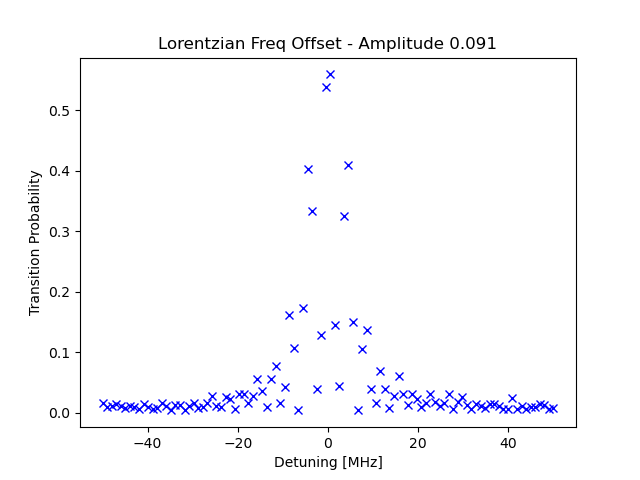 Lorentzian Freq Offset - Amplitude 0.091
Transition Probability
0.5
0.4
0.3
0.2
0.1
0.0
−40 −20 0 20 40
Detuning [MHz]